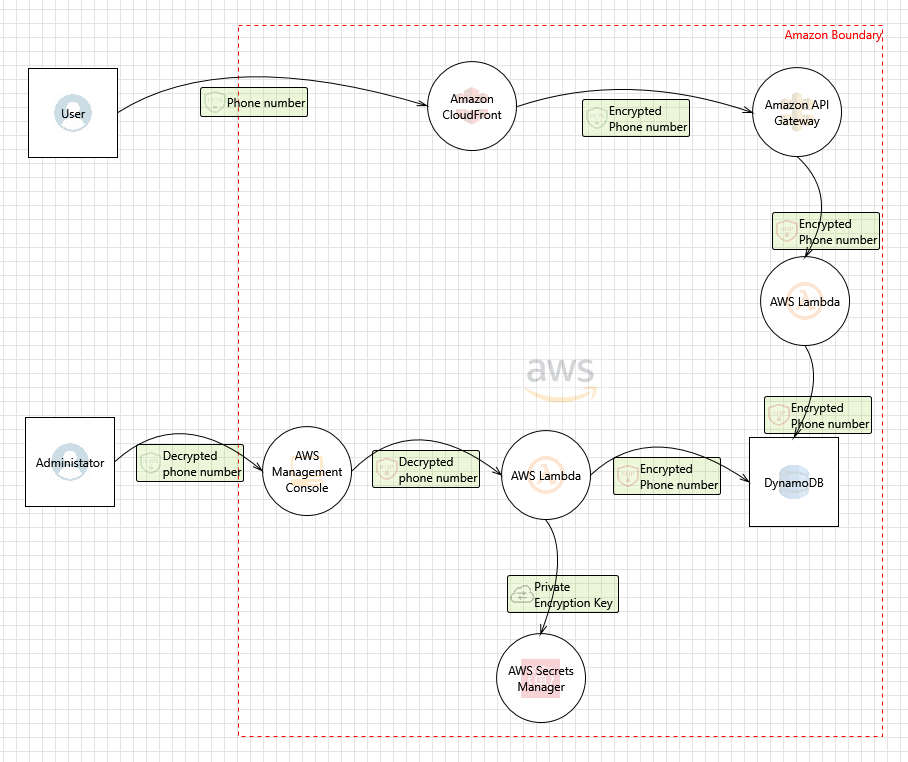 Amazon Boundary
User
Phone number
Amazon
CloudFront
Encrypted
Phone number
Amazon API
Gateway
Encrypted
Phone number
AWS Lambda
aws
Encrypted
Phone number
Administator
Decrypted
phone number
AWS
Management
Console
Decrypted
phone number
AWS Lambda
Encrypted
Phone number
DynamoDB
Private
Encryption Key
AWS Secrets
Manager